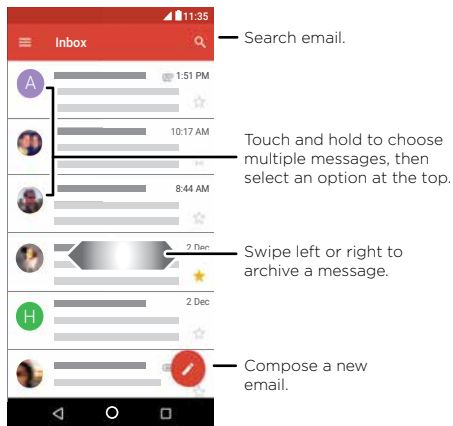 11:35
Inbox
Search email.
A
1:51 PM
10:17 AM
Touch and hold to choose
multiple messages, then
select an option at the top.
8:44 AM
2 Dec
Swipe left or right to
archive a message.
H
2 Dec
Compose a new
email.